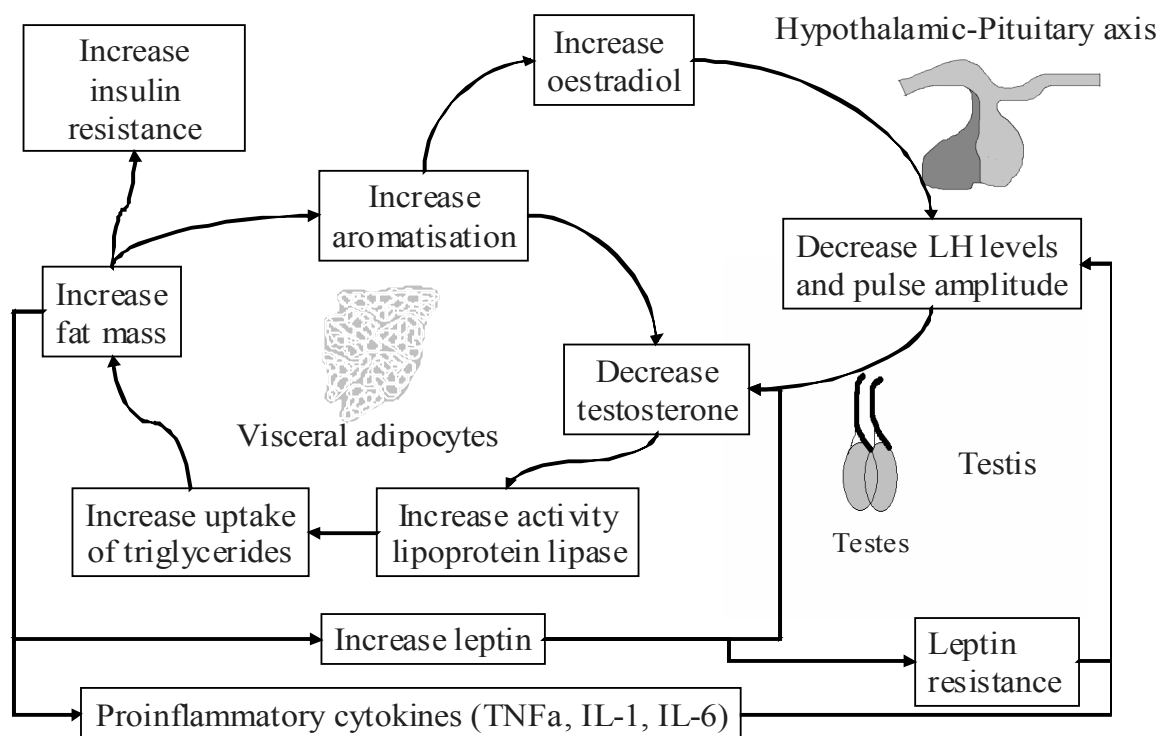 Increase
insulin
resistance
Increase
oestradiol
Hypothalamic-Pituitary axis
Increase
aromatisation
Decrease LH levels
and pulse amplitude
Increase
fat mass
Visceral adipocytes
Decrease
testosterone
Testis
Testes
Increase uptake
of triglycerides
Increase activity
lipoprotein lipase
Increase leptin
Leptin
resistance
Proinflammatory cytokines (TNFa, IL-1, IL-6)